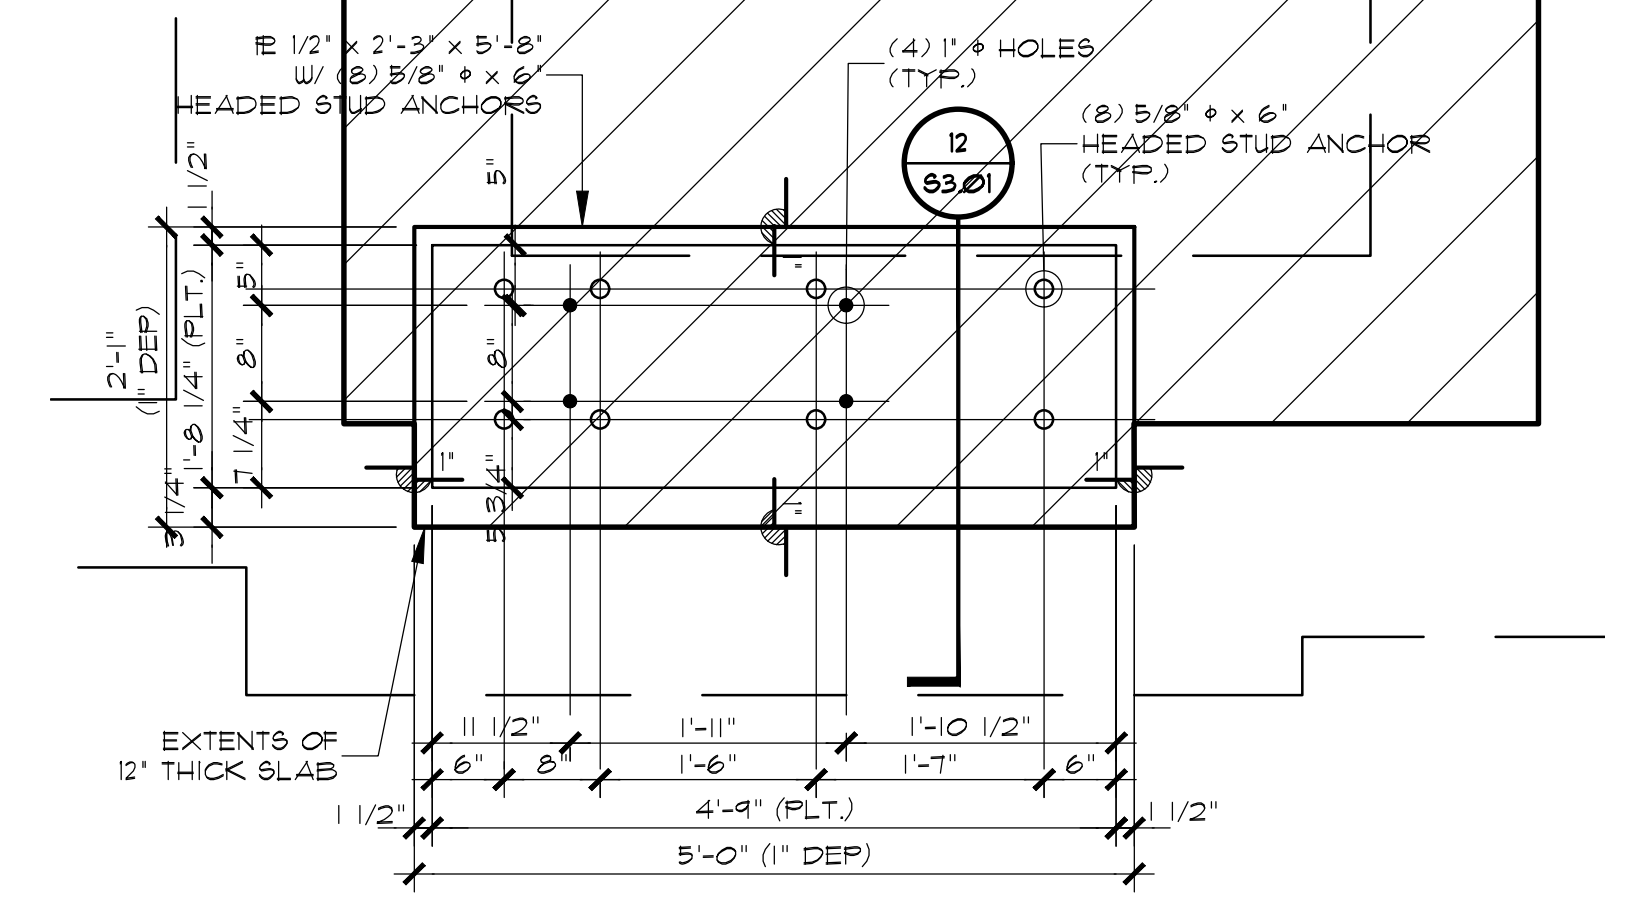 PL 1/2" x 2'-3" x 5'-8"
W/ (8) 5/8" φ x 6"
HEADED STUD ANCHORS
(4) 1" φ HOLES
(TYP.)
12
S3.01
(8) 5/8" φ x 6"
HEADED STUD ANCHOR
(TYP.)
1 1/2"
5"
5"
2'-1"
(1" DEP)
1'-8 1/4" (PLT.)
8"
8"
7 1/4"
3 1/4"
5 3/4"
1"
1"
1"
1"
EXTENTS OF
12" THICK SLAB
11 1/2"
1'-11"
1'-10 1/2"
6"
8"
1'-6"
1'-7"
6"
1 1/2"
4'-9" (PLT.)
1 1/2"
5'-0" (1" DEP)